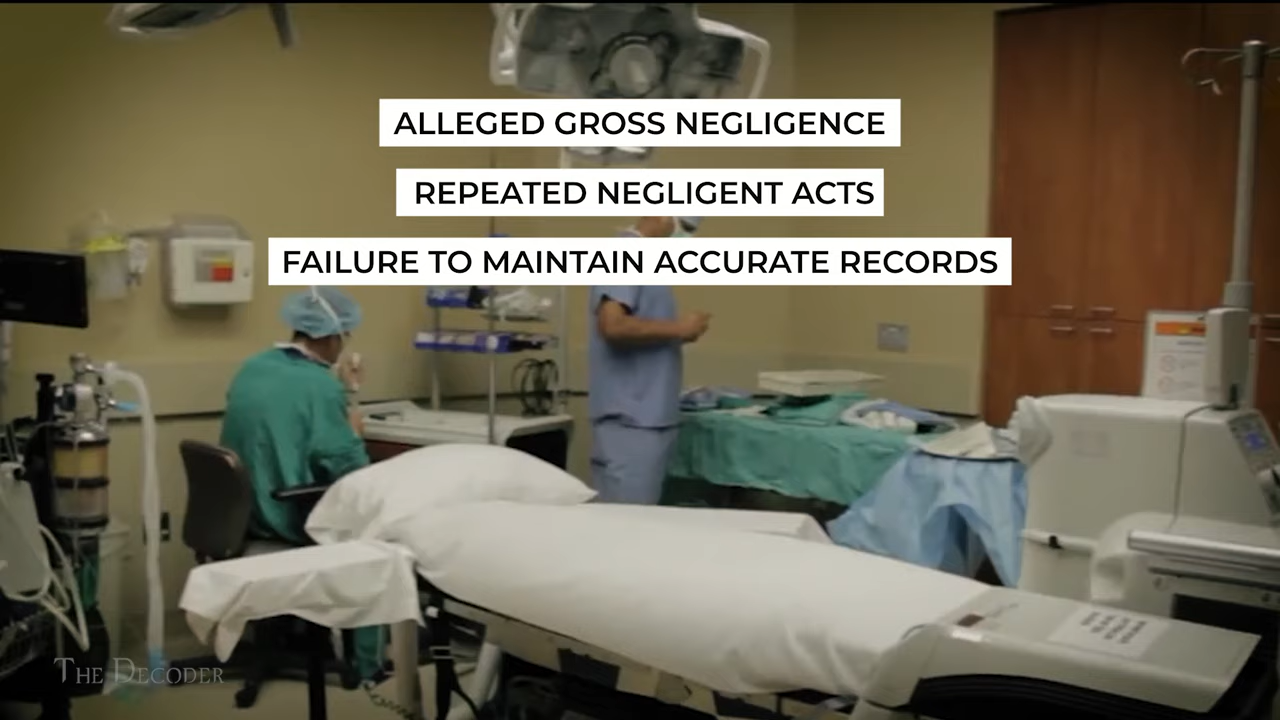 ALLEGED GROSS NEGLIGENCE
REPEATED NEGLIGENT ACTS
FAILURE TO MAINTAIN ACCURATE RECORDS
THE DECODER